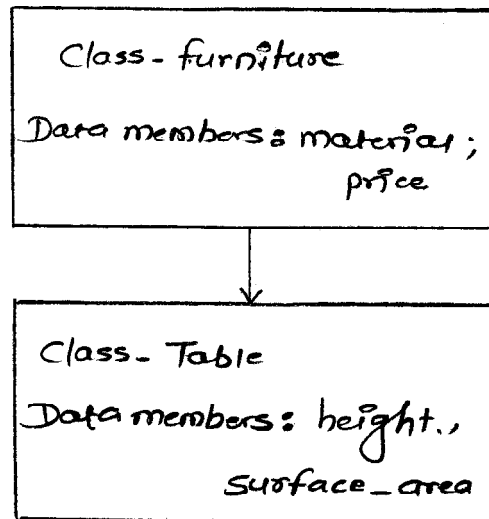 Class - furniture
Data members : material ;
price
Class - Table
Data members : height.,
surface_area